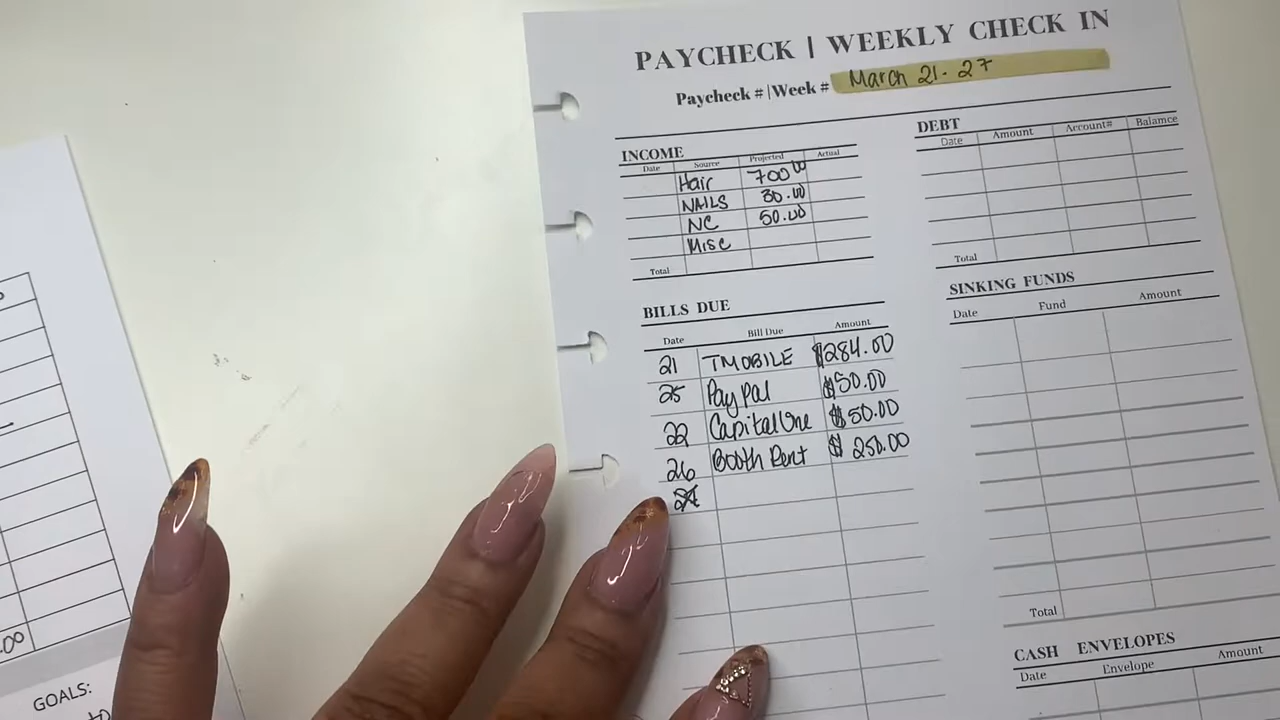 PAYCHECK | WEEKLY CHECK IN
Paycheck # |Week # March 21-27
INCOME
Date Source Projected Actual
Hair 700.00
NAILS 30.00
NC 50.00
Misc
Total
BILLS DUE
Date Bill Due Amount
21 TMOBILE $284.00
25 PayPal $50.00
22 Capital One $50.00
26 Booth Rent $250.00
DEBT
Date Amount Account# Balance
Total
SINKING FUNDS
Date Fund Amount
Total
CASH ENVELOPES
Date Envelope Amount
.00
GOALS: